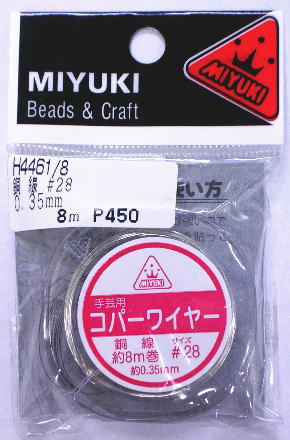 MIYUKI
Beads & Craft
MIYUKI
H4461/8
銅線 #28
0.35mm
8m P450
使い方
MIYUKI
手芸用
コパーワイヤー
銅線 サイズ
約8m巻 #28
約0.35mm